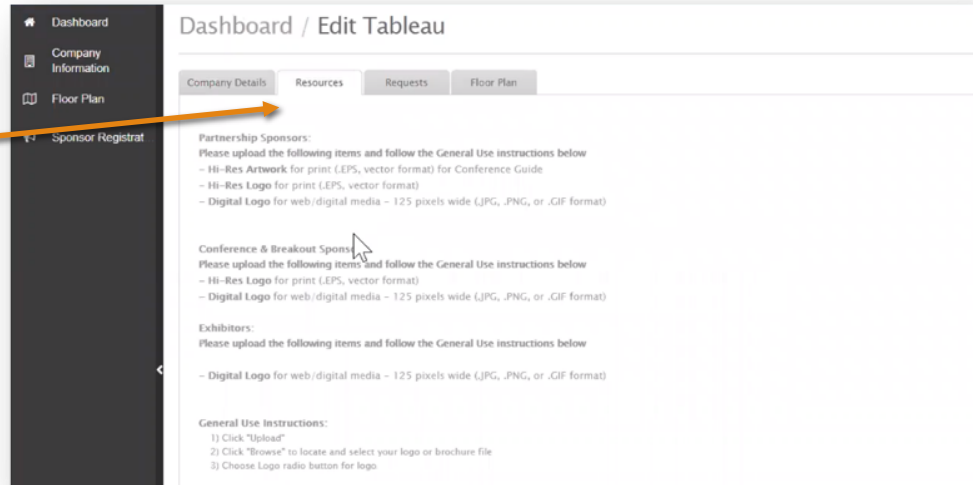 Dashboard
Company
Information
Floor Plan
Sponsor Registrat
Dashboard / Edit Tableau
Company Details
Resources
Requests
Floor Plan
Partnership Sponsors:
Please upload the following items and follow the General Use instructions below
– Hi-Res Artwork for print (.EPS, vector format) for Conference Guide
– Hi-Res Logo for print (.EPS, vector format)
– Digital Logo for web/digital media – 125 pixels wide (.JPG, .PNG, or .GIF format)
Conference & Breakout
Please upload the following items and follow the General Use instructions below
– Hi-Res Logo for print (.EPS, vector format)
– Digital Logo for web/digital media – 125 pixels wide (.JPG, .PNG, or .GIF format)
Exhibitors:
Please upload the following items and follow the General Use instructions below
– Digital Logo for web/digital media – 125 pixels wide (.JPG, .PNG, or .GIF format)
General Use Instructions:
1) Click "Upload"
2) Click "Browse" to locate and select your logo or brochure file
3) Choose Logo radio button for logo